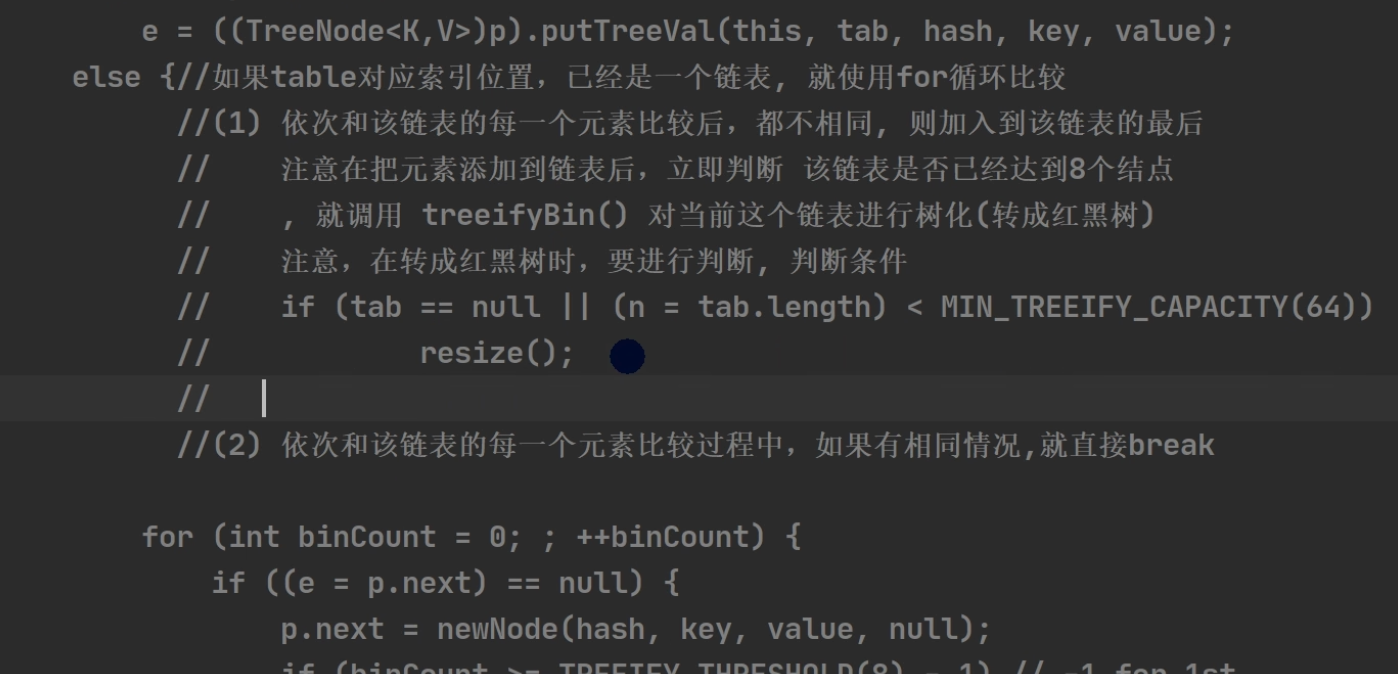 e = ((TreeNode<K,V>)p).putTreeVal(this, tab, hash, key, value);
else {//如果table对应索引位置，已经是一个链表, 就使用for循环比较
//(1) 依次和该链表的每一个元素比较后，都不相同, 则加入到该链表的最后
// 注意在把元素添加到链表后，立即判断 该链表是否已经达到8个结点
// , 就调用 treeifyBin() 对当前这个链表进行树化(转成红黑树)
// 注意，在转成红黑树时，要进行判断, 判断条件
// if (tab == null || (n = tab.length) < MIN_TREEIFY_CAPACITY(64))
// resize();
//
//(2) 依次和该链表的每一个元素比较过程中，如果有相同情况,就直接break
for (int binCount = 0; ; ++binCount) {
if ((e = p.next) == null) {
p.next = newNode(hash, key, value, null);
if (binCount >= TREEIFY_THRESHOLD(8) - 1) // -1 for 1st